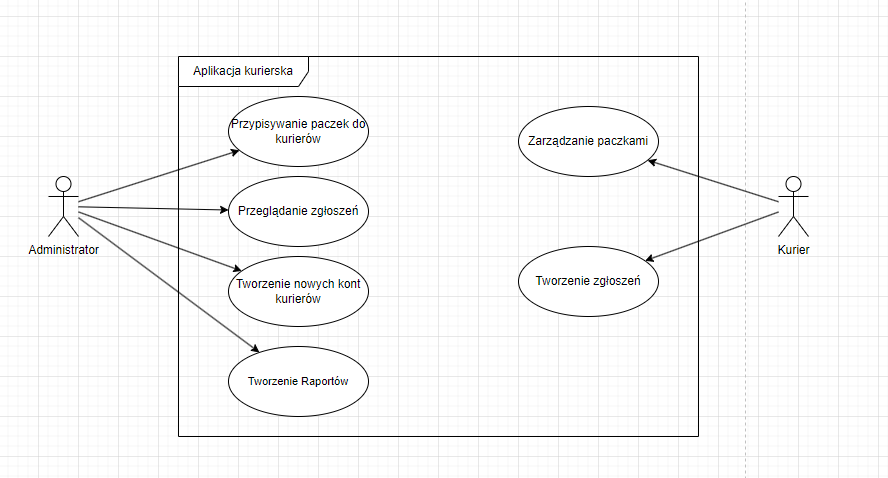 Aplikacja kurierska
Przypisywanie paczek do
kurierów
Zarządzanie paczkami
Przeglądanie zgłoszeń
Administrator
Kurier
Tworzenie nowych kont
kurierów
Tworzenie zgłoszeń
Tworzenie Raportów